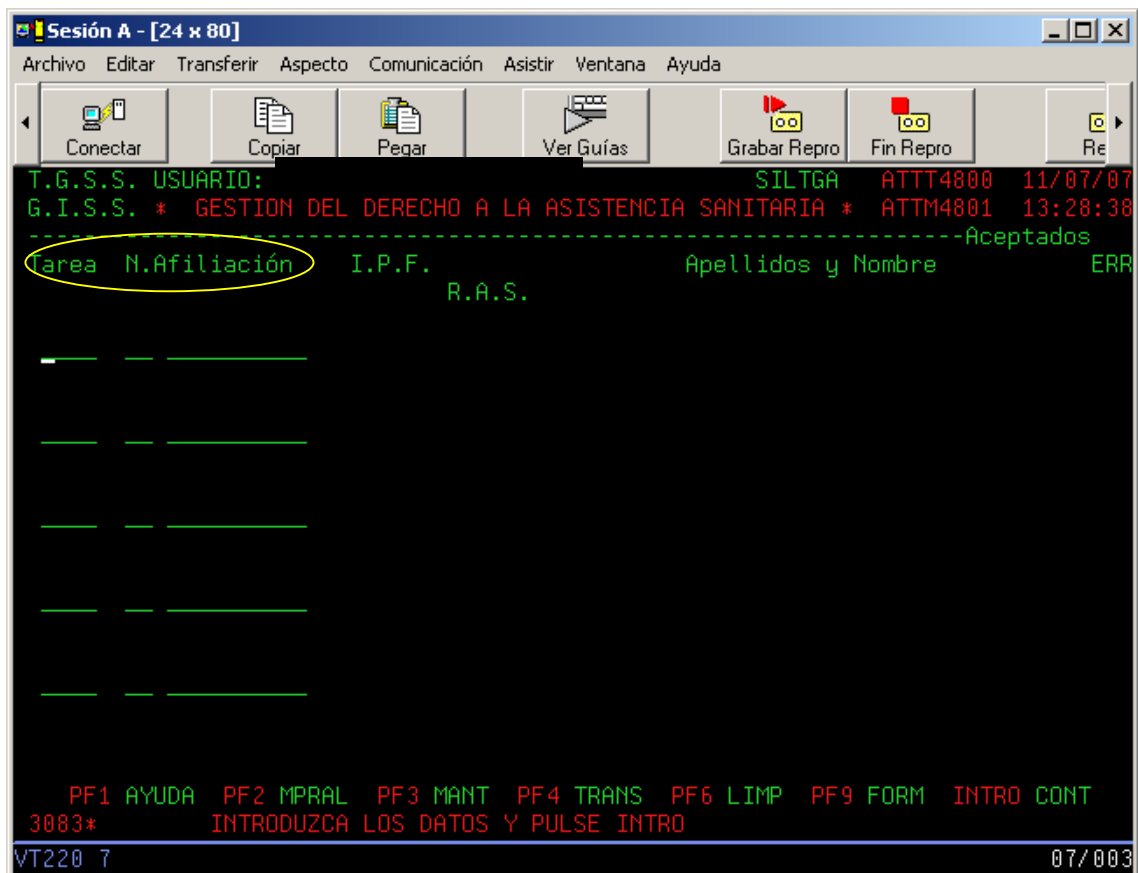 Sesión A - [24 x 80]
Archivo Editar Transferir Aspecto Comunicación Asistir Ventana Ayuda
Conectar Copiar Pegar Ver Guías Grabar Repro Fin Repro Re
T.G.S.S. USUARIO: SILTGA ATTT4800 11/07/07
G.I.S.S. * GESTION DEL DERECHO A LA ASISTENCIA SANITARIA * ATTM4801 13:28:38
------------------------------------------------------------------Aceptados
Tarea N.Afiliación I.P.F. Apellidos y Nombre ERR
R.A.S.
PF1 AYUDA PF2 MPRAL PF3 MANT PF4 TRANS PF6 LIMP PF9 FORM INTRO CONT
3083* INTRODUZCA LOS DATOS Y PULSE INTRO
VT220 7 07/003